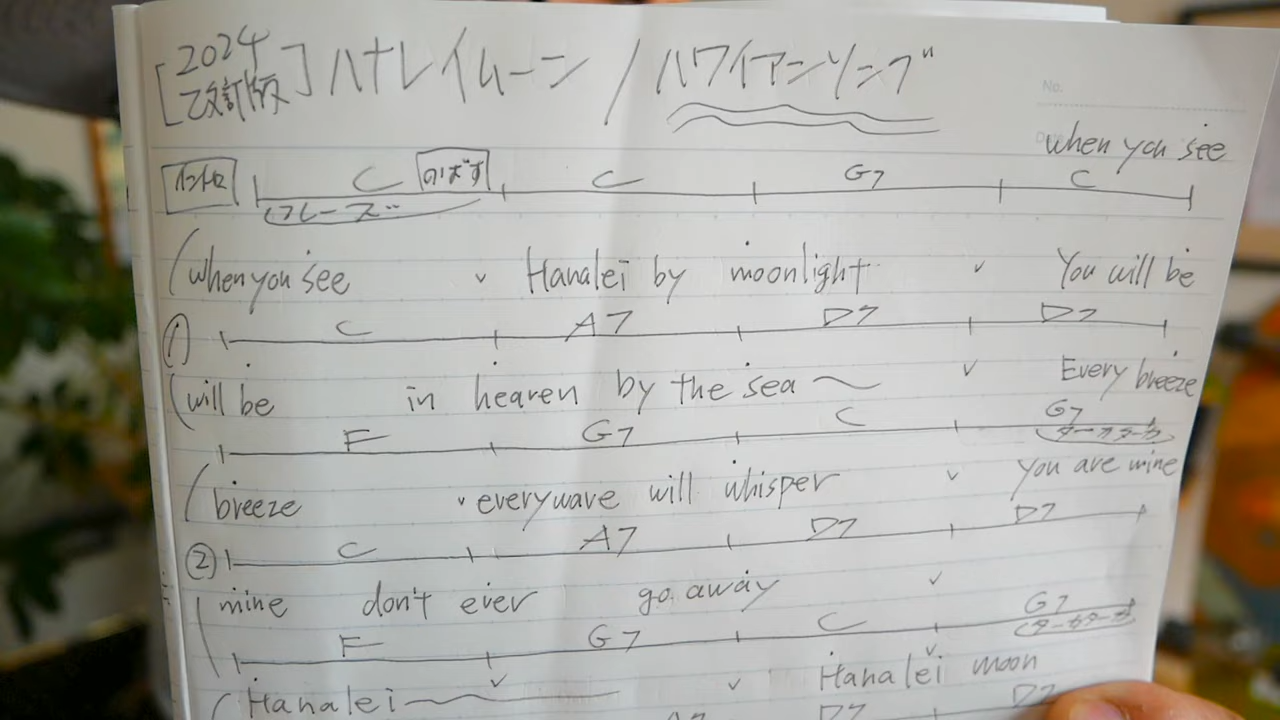 [2024 改訂版] ハナレイムーン / ハワイアンソング
when you see
イントロ C のばす C G7 C
(フレーズ
when you see ˅ Hanalei by moonlight ˅ You will be
① C A7 D7 D7
will be in heaven by the sea ~ ˅ Every breeze
F G7 C G7
(ターカターカ
breeze ˅ everywave will whisper ˅ you are mine
② C A7 D7 D7
mine don't ever go away ˅
F G7 C G7
(ターカターカ
Hanalei ~ ˅ ˅ Hanalei moon ˅
A7 D7 D7